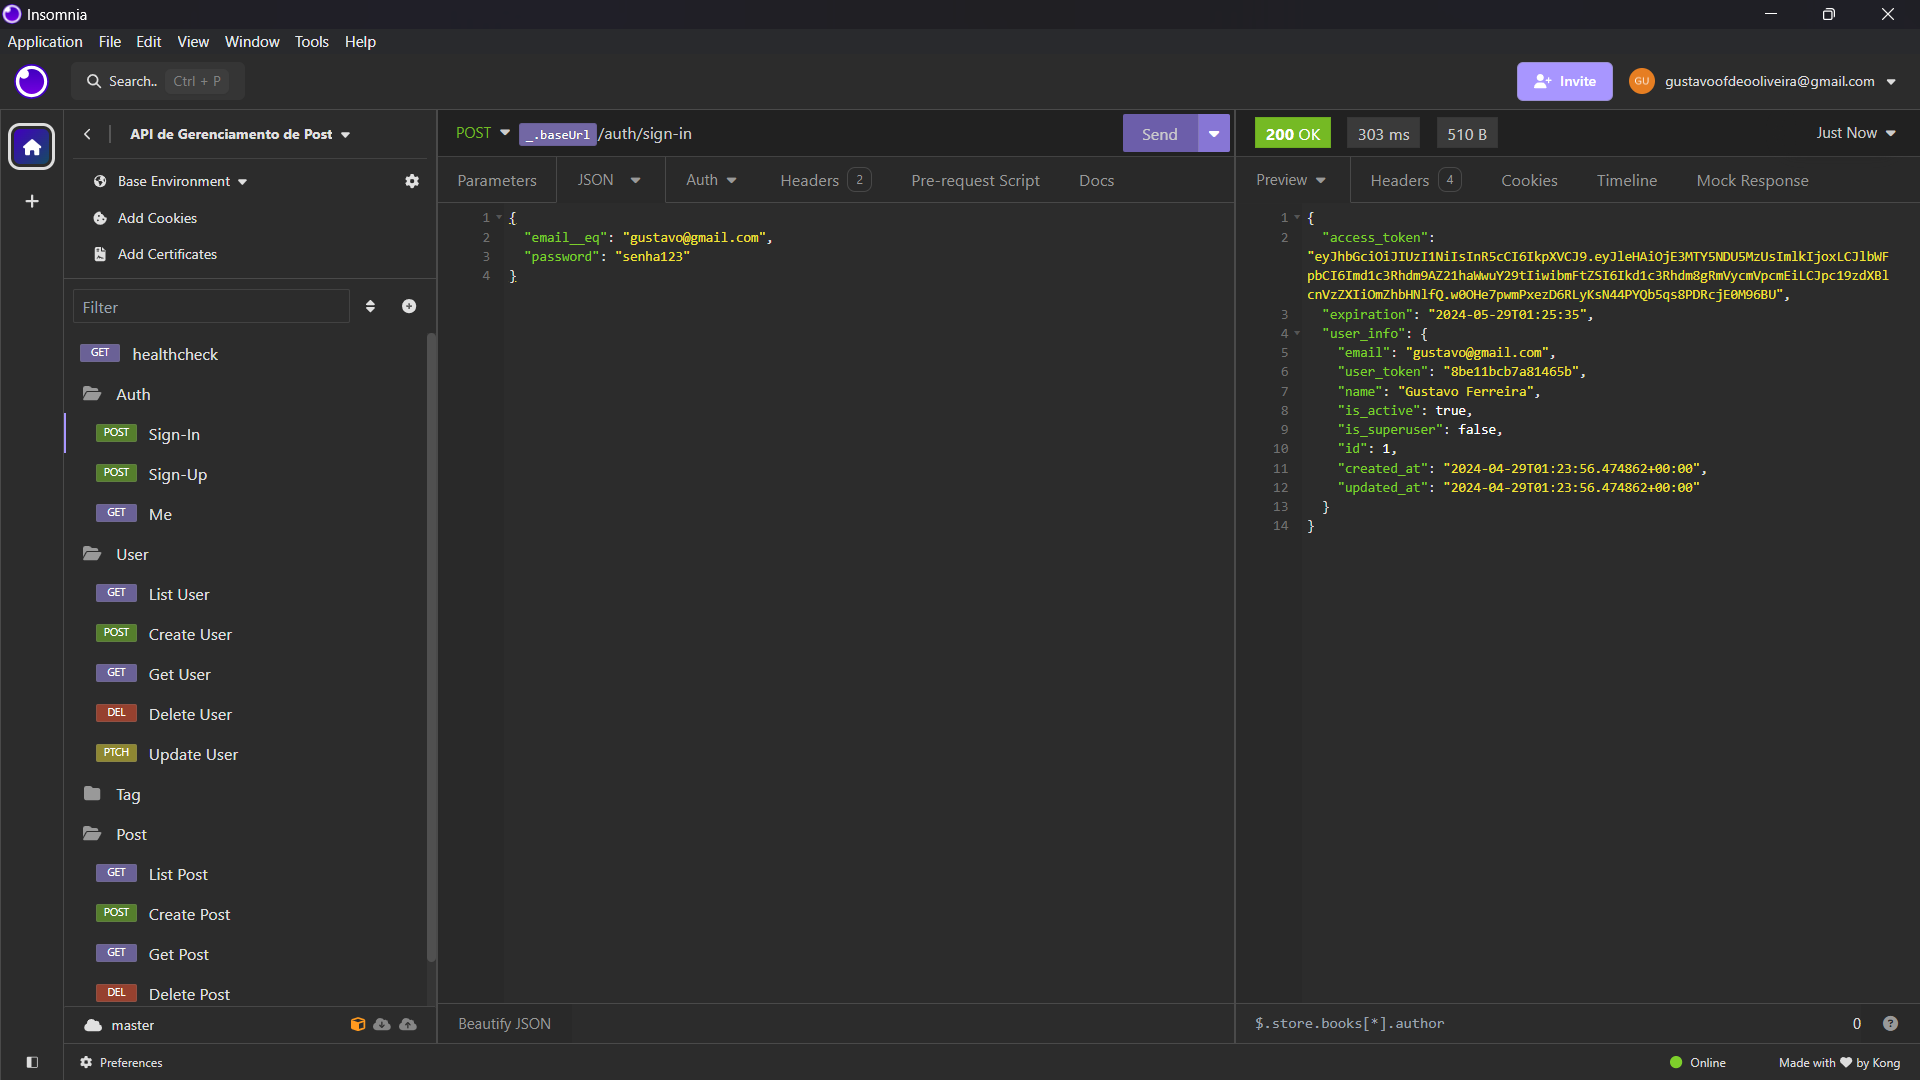 Insomnia
Application File Edit View Window Tools Help
Search.. Ctrl + P
Invite
GU gustavoofdeooliveira@gmail.com
API de Gerenciamento de Post
Base Environment
Add Cookies
Add Certificates
Filter
GET healthcheck
Auth
POST Sign-In
POST Sign-Up
GET Me
User
GET List User
POST Create User
GET Get User
DEL Delete User
PTCH Update User
Tag
Post
GET List Post
POST Create Post
GET Get Post
DEL Delete Post
master
Preferences
POST _.baseUrl /auth/sign-in
Send
Parameters JSON Auth Headers 2 Pre-request Script Docs
1 {
2 "email__eq": "gustavo@gmail.com",
3 "password": "senha123"
4 }
Beautify JSON
200 OK 303 ms 510 B Just Now
Preview Headers 4 Cookies Timeline Mock Response
1 {
2 "access_token":
"eyJhbGciOiJIUzI1NiIsInR5cCI6IkpXVCJ9.eyJleHAiOjE3MTY5NDU5MzUsImlkIjoxLCJlbWF
pbCI6Imd1c3Rhdm9AZ21haWwuY29tIiwibmFtZSI6Ikd1c3Rhdm8gRmVycmVpcmEiLCJpc19zdXBl
cnVzZXIiOmZhbHNlfQ.w0OHe7pwmPxezD6RLyKsN44PYQb5qs8PDRcjE0M96BU",
3 "expiration": "2024-05-29T01:25:35",
4 "user_info": {
5 "email": "gustavo@gmail.com",
6 "user_token": "8be11bcb7a81465b",
7 "name": "Gustavo Ferreira",
8 "is_active": true,
9 "is_superuser": false,
10 "id": 1,
11 "created_at": "2024-04-29T01:23:56.474862+00:00",
12 "updated_at": "2024-04-29T01:23:56.474862+00:00"
13 }
14 }
$.store.books[*].author 0
Online Made with ❤ by Kong